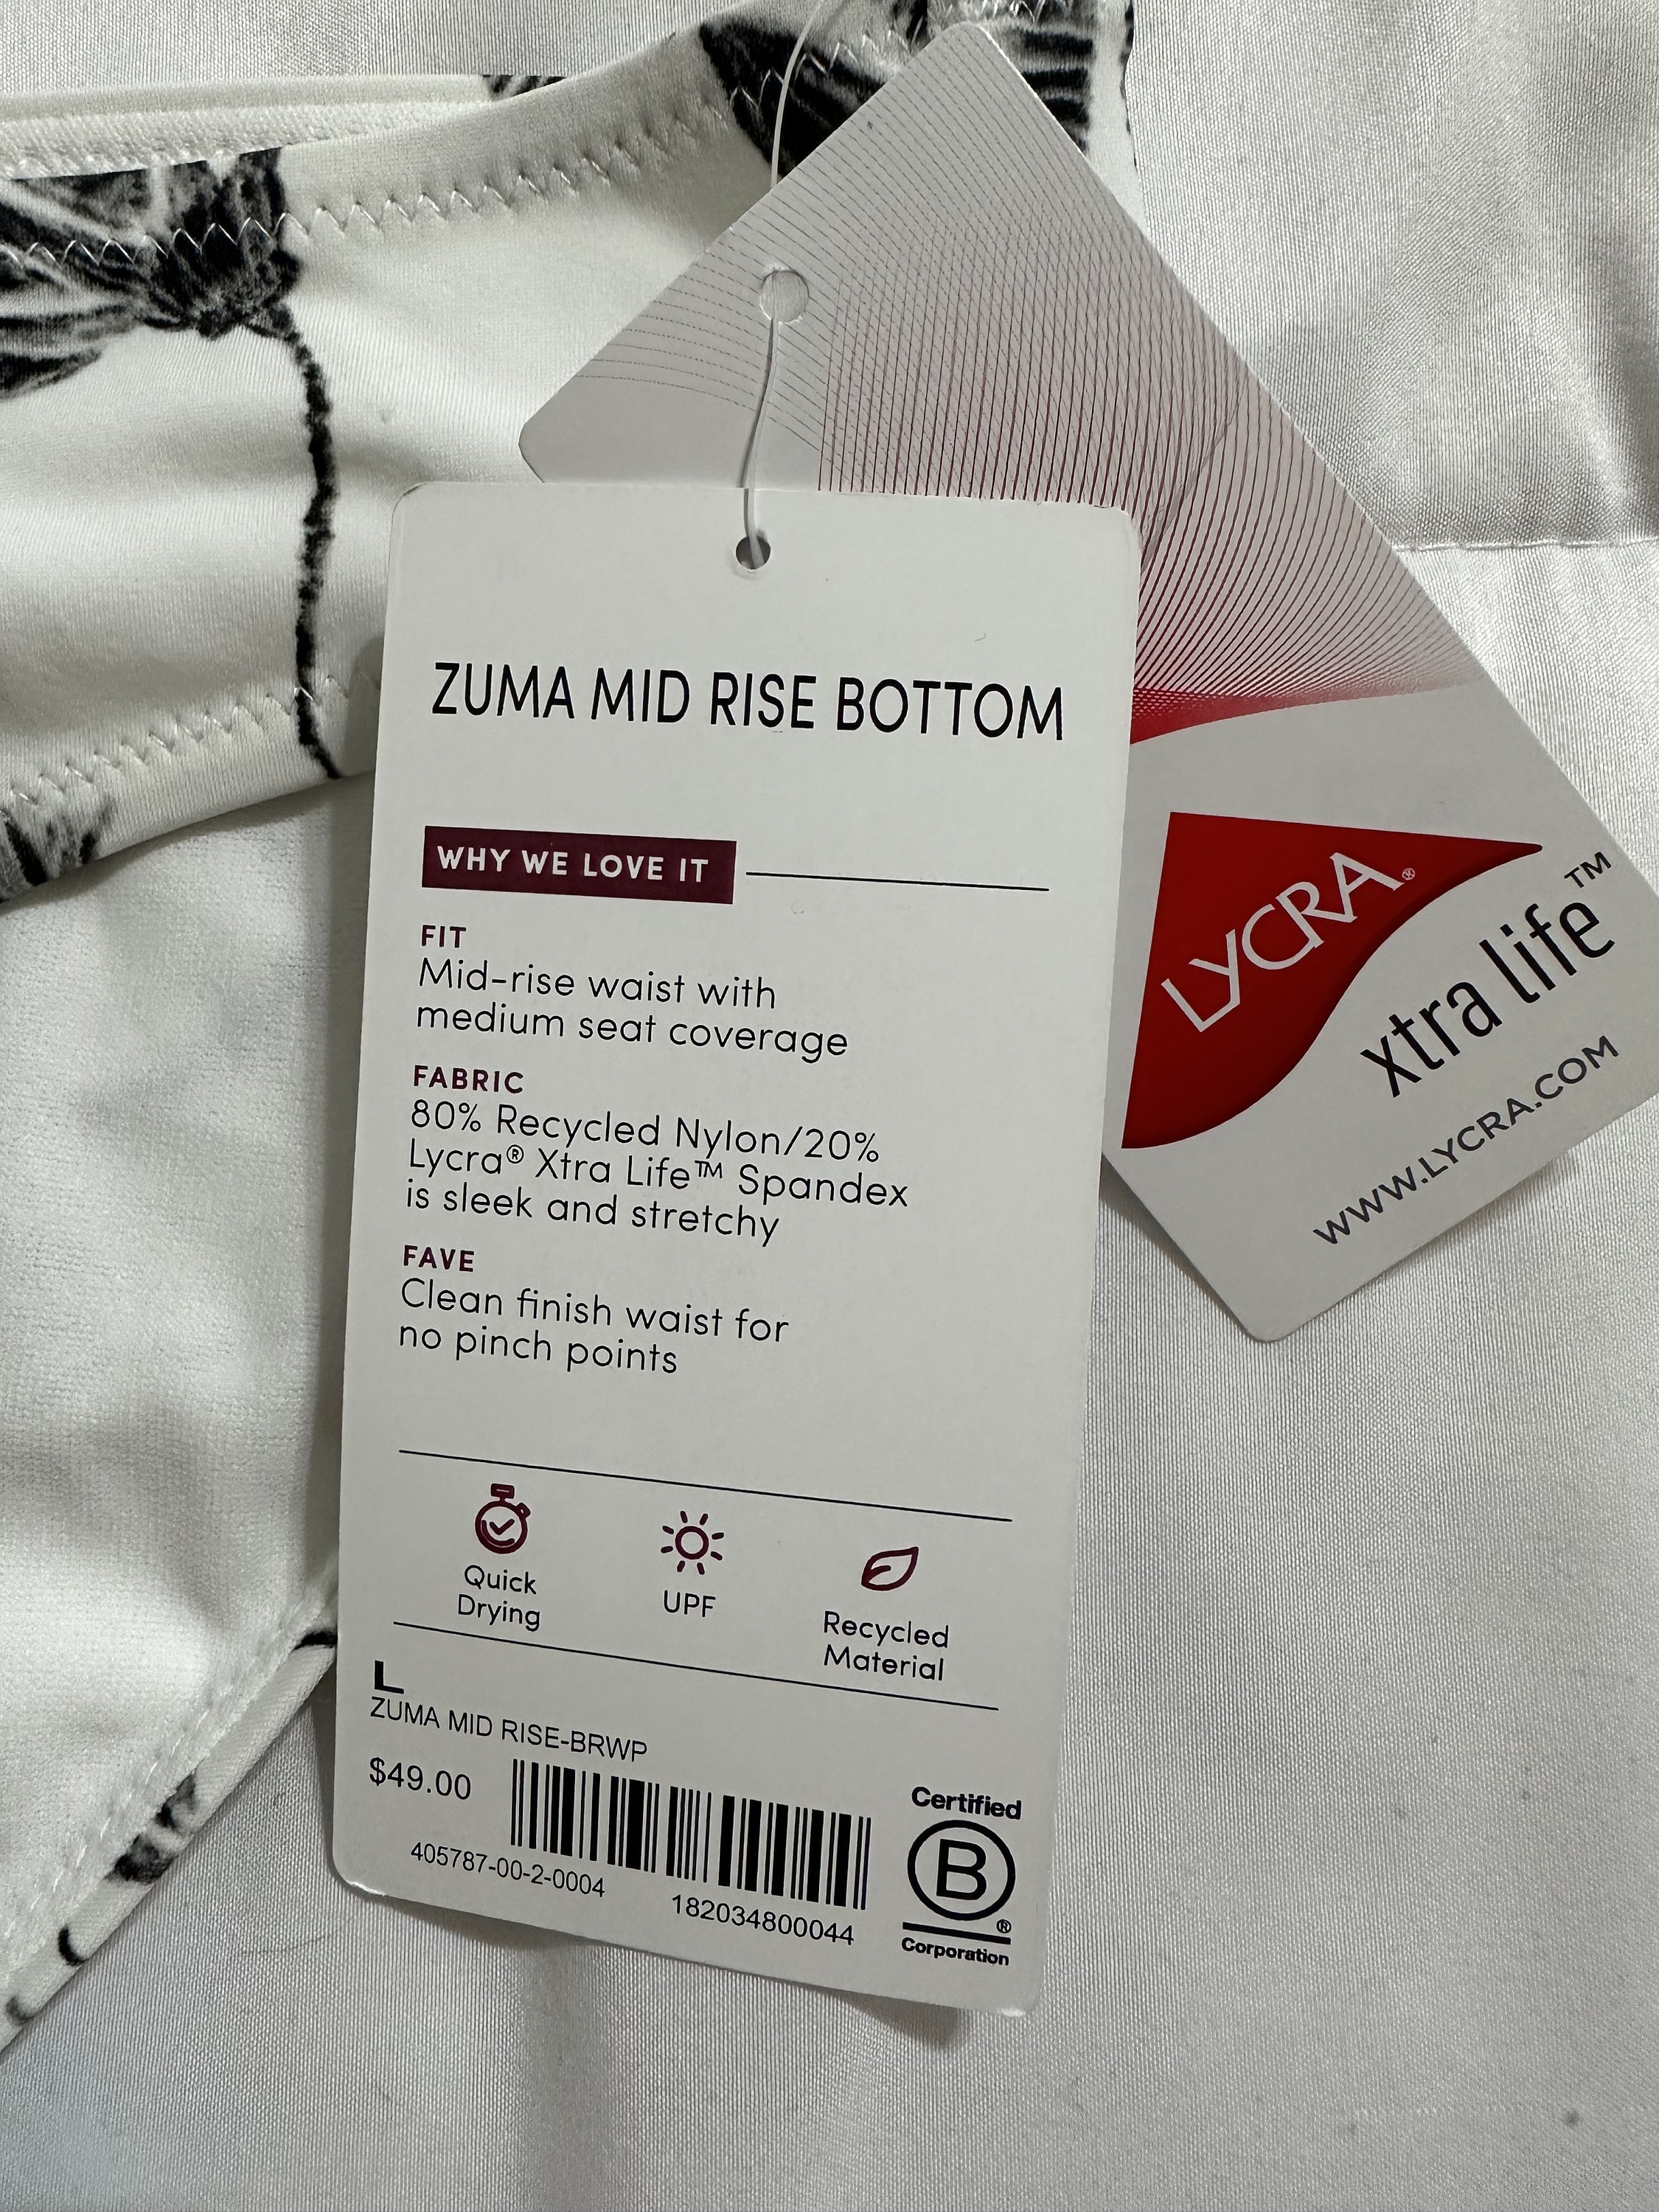 ZUMA MID RISE BOTTOM
WHY WE LOVE IT
FIT
Mid-rise waist with
medium seat coverage
FABRIC
80% Recycled Nylon/20%
Lycra® Xtra Life™ Spandex
is sleek and stretchy
FAVE
Clean finish waist for
no pinch points
Quick
Drying
UPF
Recycled
Material
L
ZUMA MID RISE-BRWP
$49.00
405787-00-2-0004
182034800044
Certified
B
®
Corporation
LYCRA®
xtra life™
WWW.LYCRA.COM